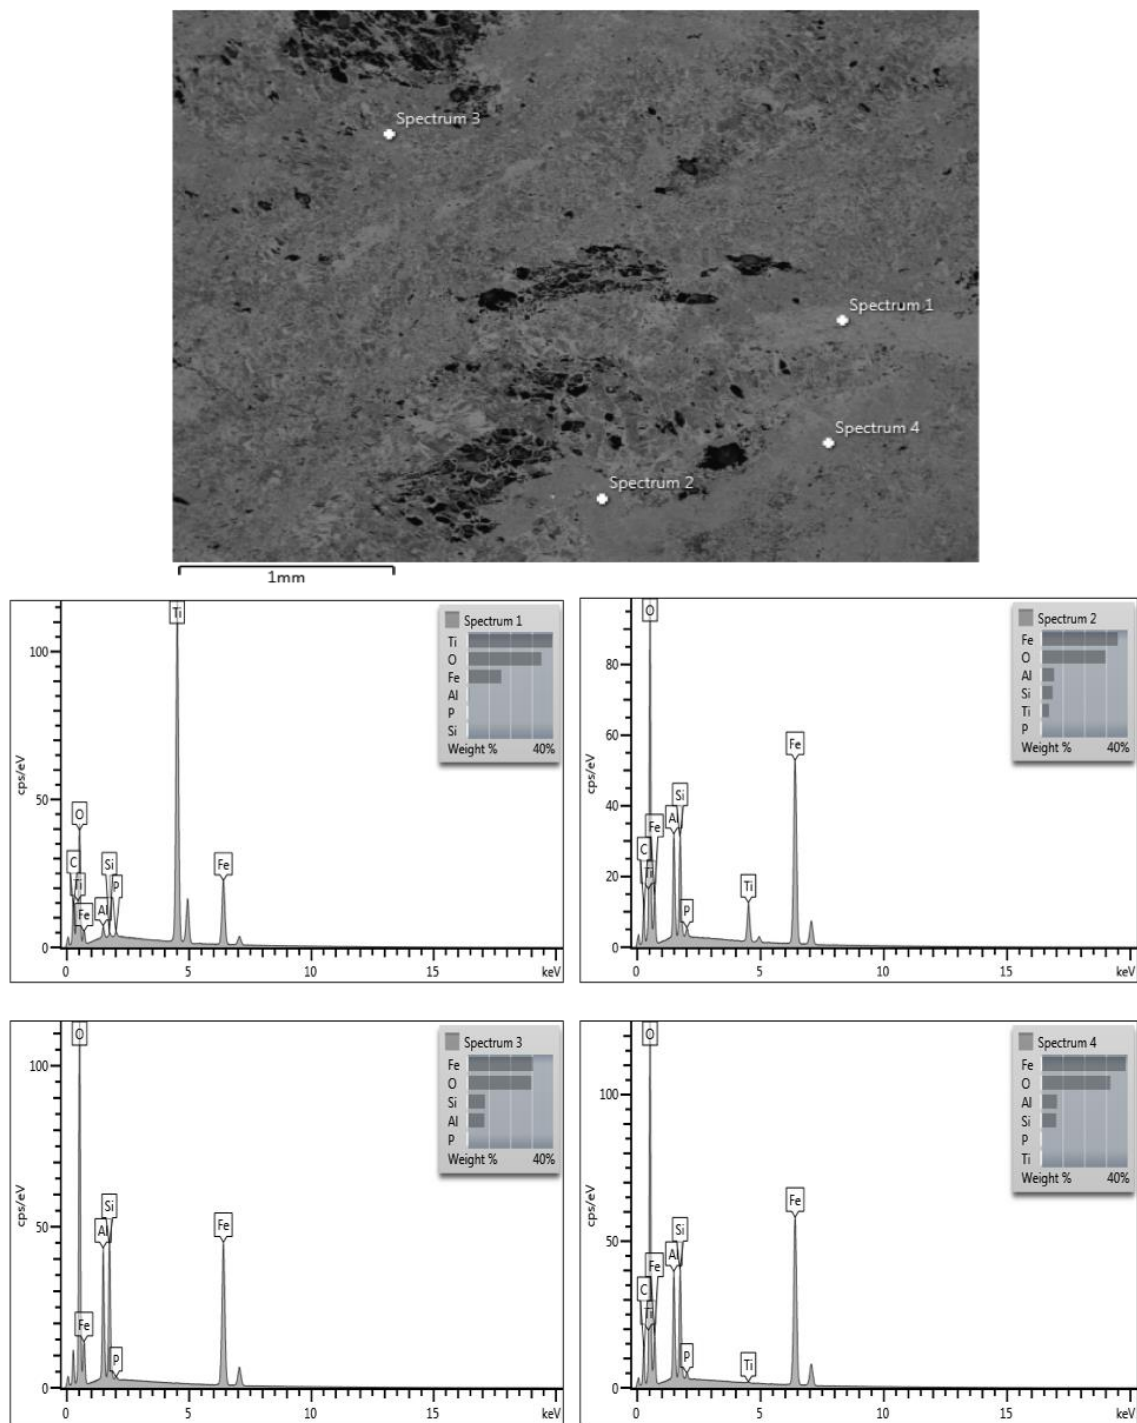 Spectrum 3
Spectrum 1
Spectrum 4
Spectrum 2
1mm
Ti
Spectrum 1
Ti
O
Fe
Al
P
Si
Weight % 40%
100
50
0
cps/eV
O
C
Ti
Fe
Al
Si
P
Fe
0 5 10 15 keV
O
Spectrum 2
Fe
O
Al
Si
Ti
P
Weight % 40%
80
60
40
20
0
cps/eV
C
Ti
Fe
Al
Si
P
Ti
Fe
0 5 10 15 keV
O
Spectrum 3
Fe
O
Si
Al
P
Weight % 40%
100
50
0
cps/eV
Fe
Al
Si
P
Fe
0 5 10 15 keV
O
Spectrum 4
Fe
O
Al
Si
P
Ti
Weight % 40%
100
50
0
cps/eV
C
Ti
Fe
Al
Si
P
Ti
Fe
0 5 10 15 keV